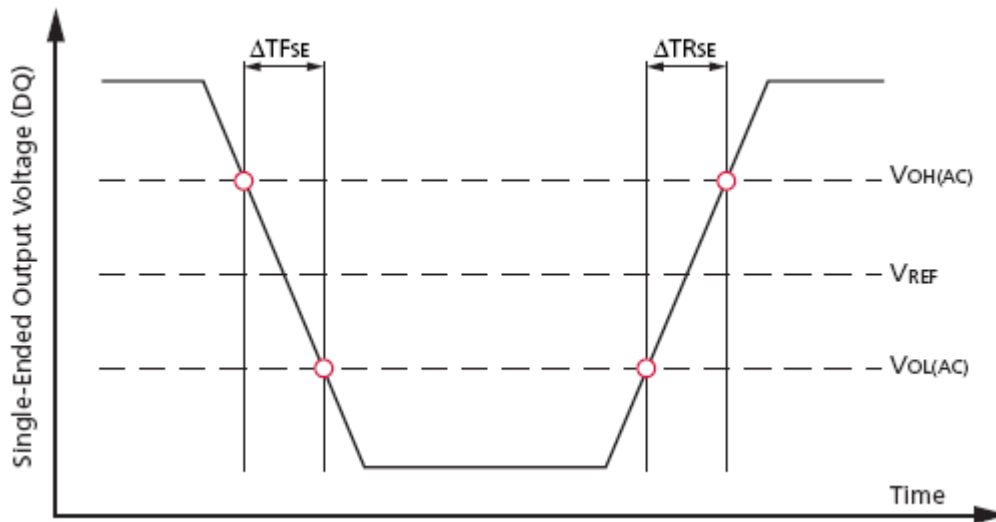 ΔTFSE
ΔTRSE
Single-Ended Output Voltage (DQ)
VOH(AC)
VREF
VOL(AC)
Time